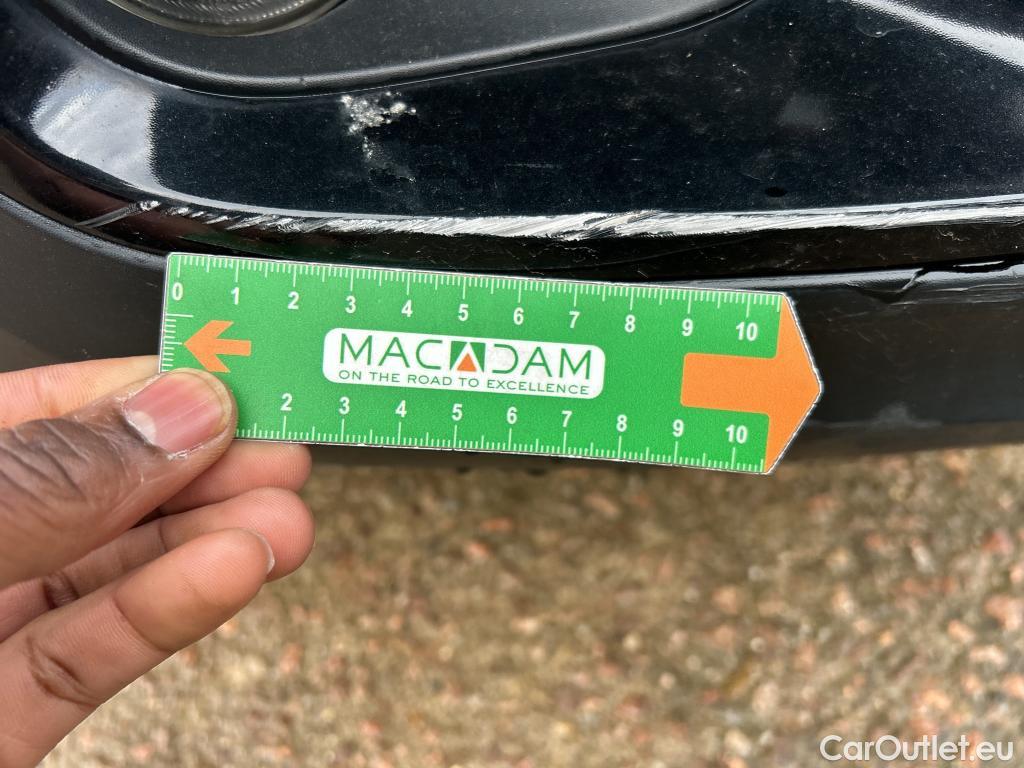 0 1 2 3 4 5 6 7 8 9 10
MACADAM
ON THE ROAD TO EXCELLENCE
2 3 4 5 6 7 8 9 10
CarOutlet.eu